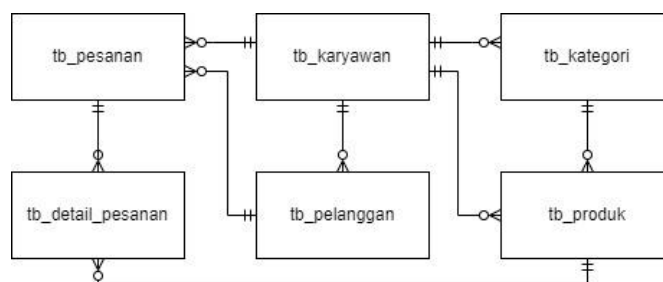 tb_pesanan
tb_karyawan
tb_kategori
tb_detail_pesanan
tb_pelanggan
tb_produk